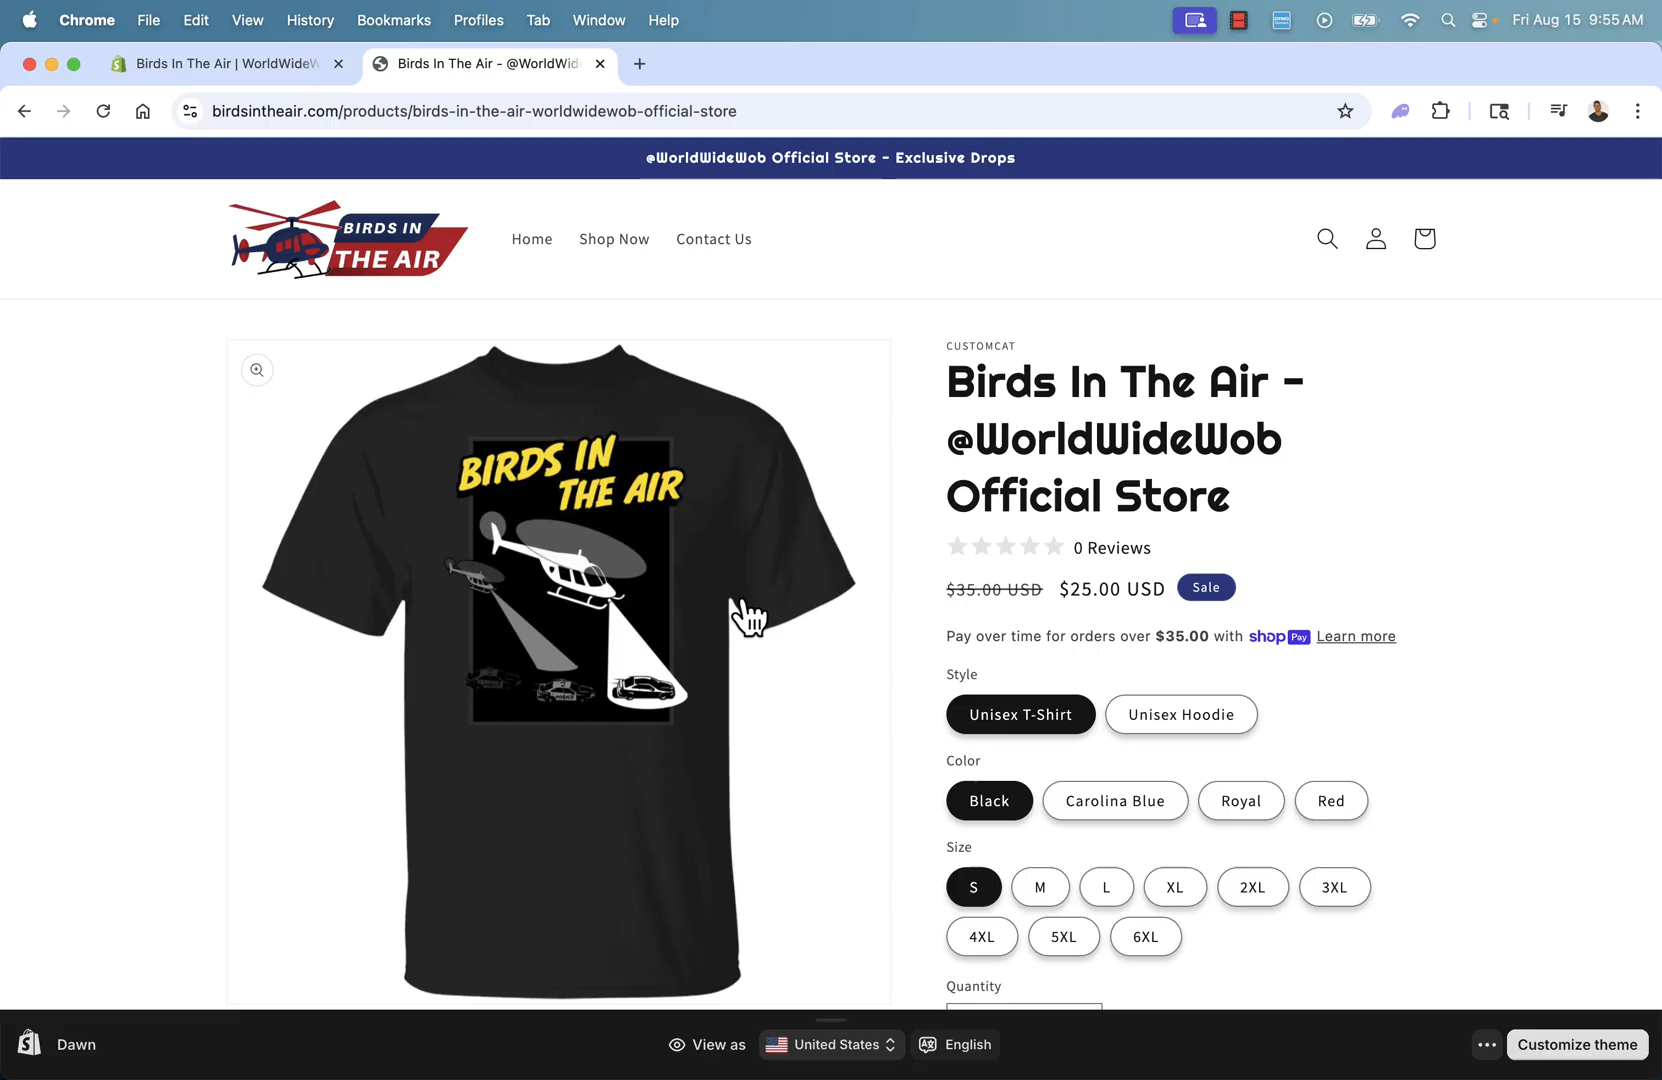 Chrome File Edit View History Bookmarks Profiles Tab Window Help
Fri Aug 15 9:55 AM
Birds In The Air | WorldWideW
Birds In The Air - @WorldWid
birdsintheair.com/products/birds-in-the-air-worldwidewob-official-store
@WorldWideWob Official Store - Exclusive Drops
BIRDS IN
THE AIR
Home Shop Now Contact Us
BIRDS IN
THE AIR
CUSTOMCAT
Birds In The Air -
@WorldWideWob
Official Store
0 Reviews
$35.00 USD $25.00 USD Sale
Pay over time for orders over $35.00 with shop Pay Learn more
Style
Unisex T-Shirt Unisex Hoodie
Color
Black Carolina Blue Royal Red
Size
S M L XL 2XL 3XL
4XL 5XL 6XL
Quantity
Dawn
View as United States English
Customize theme